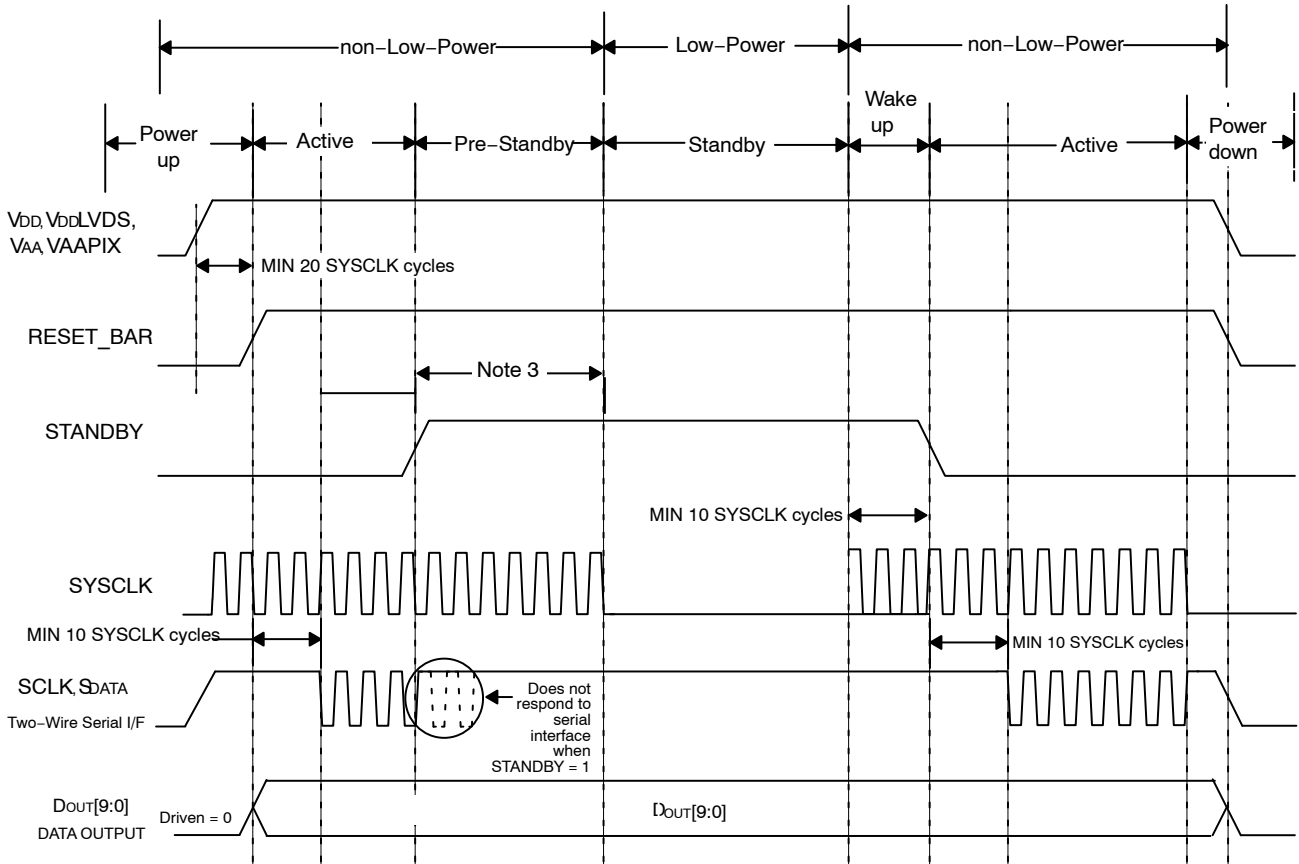 non−Low−Power
Low−Power
non−Low−Power
Power
up
Active
Pre−Standby
Standby
Wake
up
Active
Power
down
VDD, VDDLVDS,
VAA, VAAPIX
MIN 20 SYSCLK cycles
RESET_BAR
Note 3
STANDBY
MIN 10 SYSCLK cycles
SYSCLK
MIN 10 SYSCLK cycles
MIN 10 SYSCLK cycles
SCLK, SDATA
Two−Wire Serial I/F
Does not
respond to
serial
interface
when
STANDBY = 1
DOUT[9:0]
DATA OUTPUT
Driven = 0
DOUT[9:0]